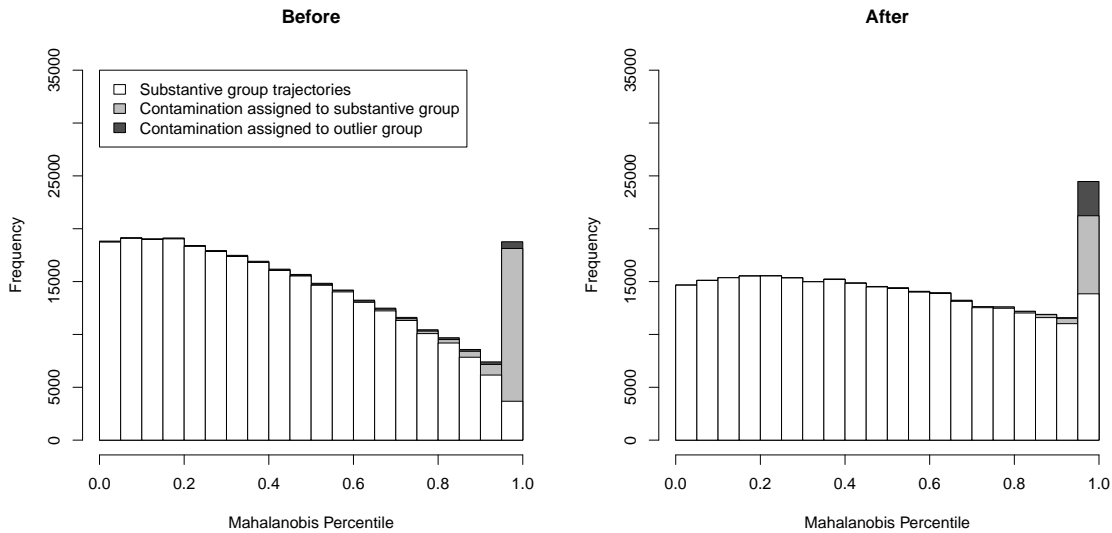 Before
Frequency
35000
25000
15000
5000
0
Substantive group trajectories
Contamination assigned to substantive group
Contamination assigned to outlier group
0.0 0.2 0.4 0.6 0.8 1.0
Mahalanobis Percentile
After
Frequency
35000
25000
15000
5000
0
0.0 0.2 0.4 0.6 0.8 1.0
Mahalanobis Percentile